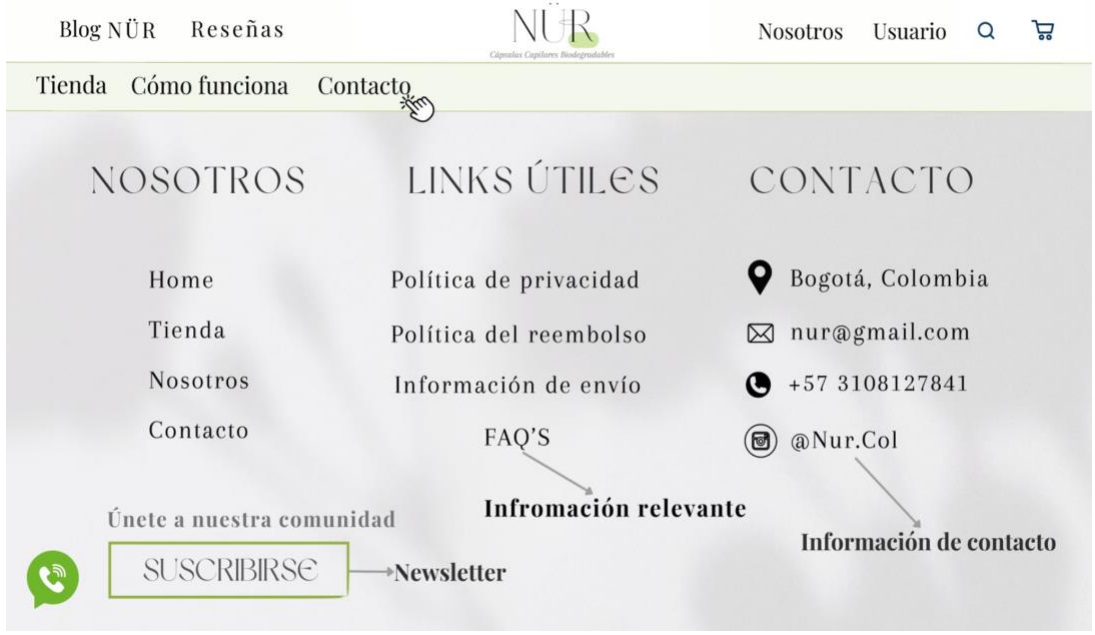 Blog NÜR Reseñas NÜR Nosotros Usuario
Cápsulas Capilares Biodegradables
Tienda Cómo funciona Contacto
NOSOTROS
Home
Tienda
Nosotros
Contacto
LINKS ÚTILES
Política de privacidad
Política del reembolso
Información de envío
FAQ'S
Infromación relevante
CONTACTO
Bogotá, Colombia
nur@gmail.com
+57 3108127841
@Nur.Col
Información de contacto
Únete a nuestra comunidad
SUSCRIBIRSE
Newsletter